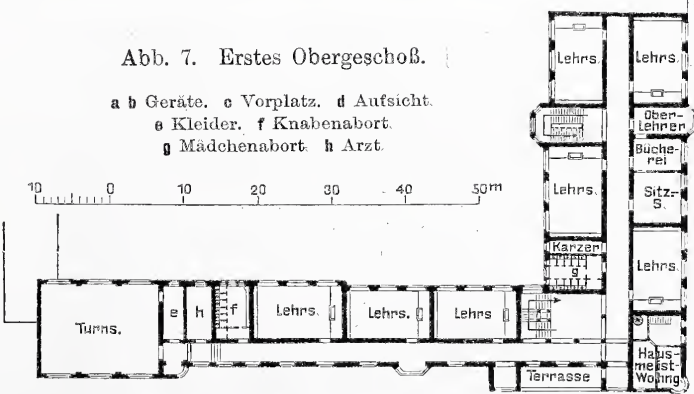 Abb. 7. Erstes Obergeschoß.
a b Geräte. c Vorplatz. d Aufsicht.
e Kleider. f Knabenabort.
g Mädchenabort. h Arzt.
10 0 10 20 30 40 50 m
Lehrs.
Lehrs.
Ober-
lehrer
Büche-
rei
Lehrs.
Sitz-
S.
Karzer
g
Lehrs.
Turns.
e
h
f
Lehrs.
Lehrs.
Lehrs
Haus-
meist-
Wohng
Terrasse